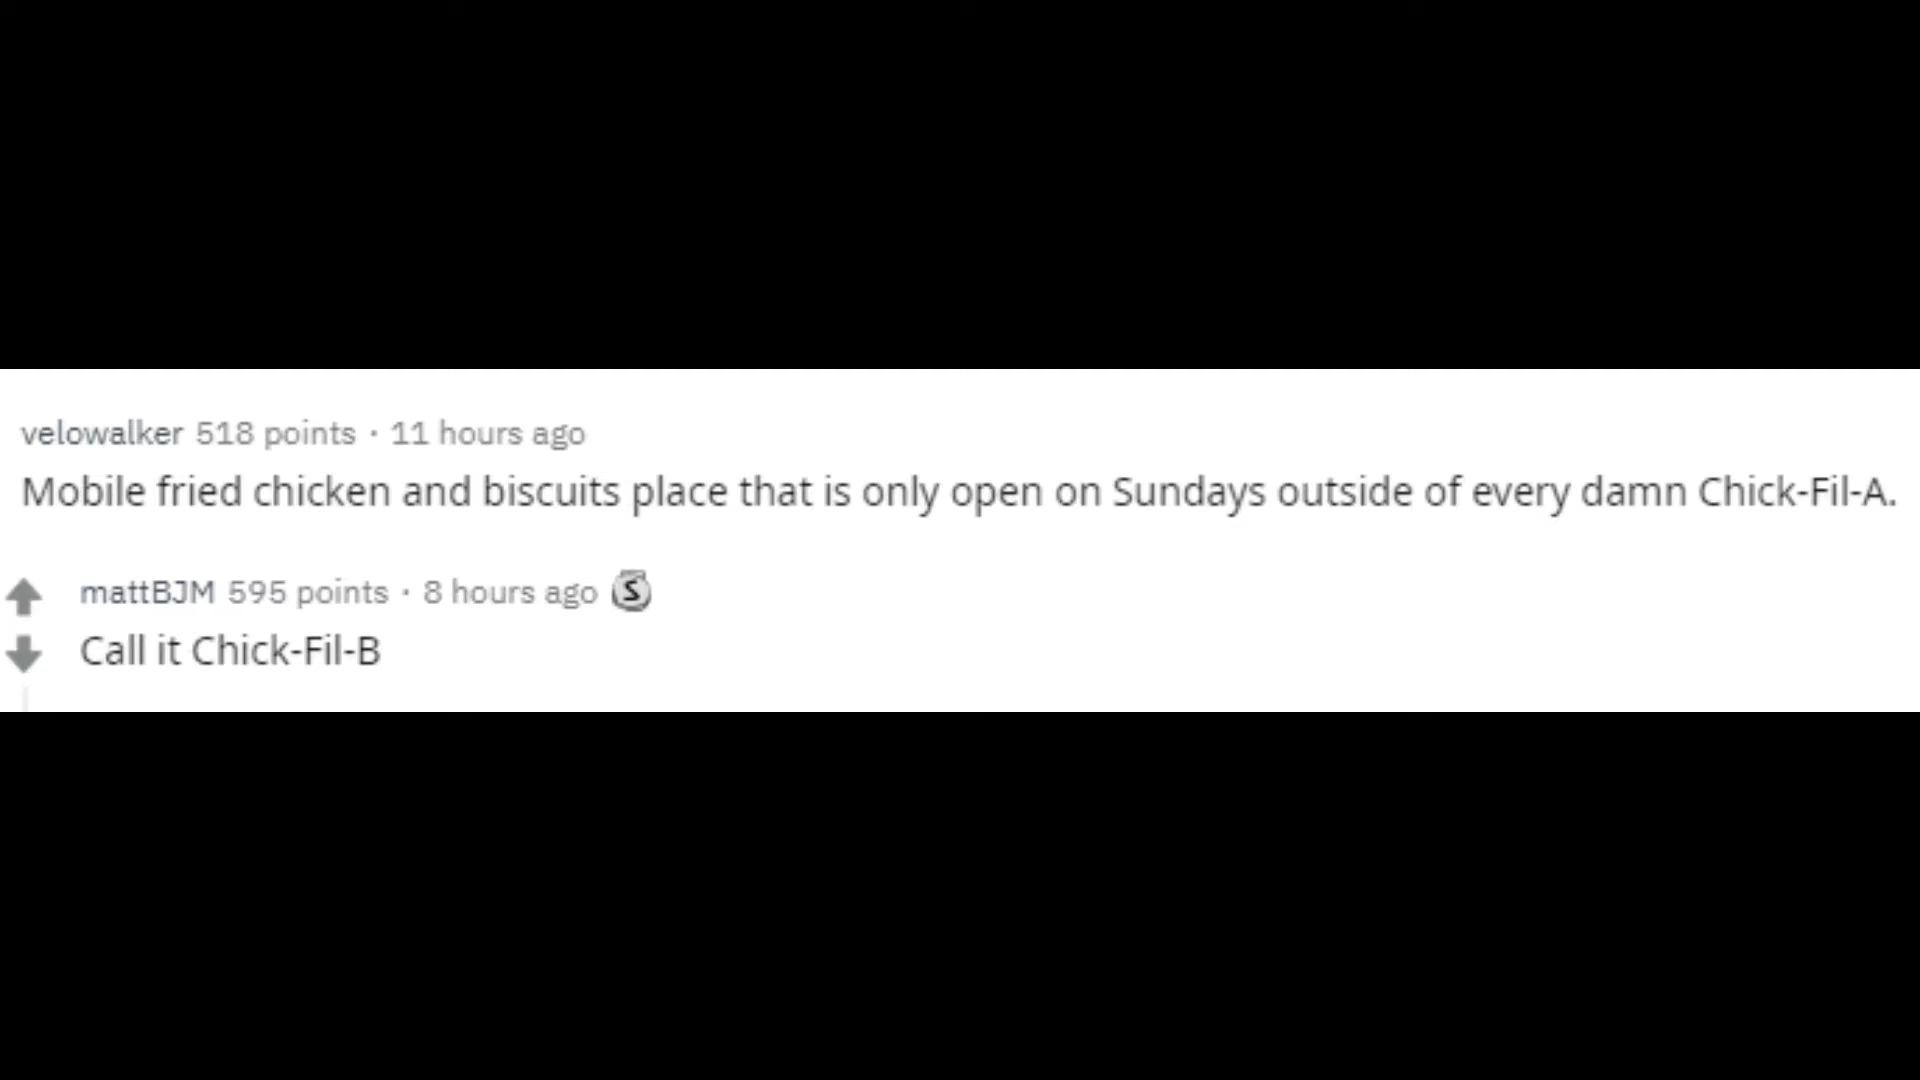 velowalker 518 points · 11 hours ago
Mobile fried chicken and biscuits place that is only open on Sundays outside of every damn Chick-Fil-A.
mattBJM 595 points · 8 hours ago S
Call it Chick-Fil-B